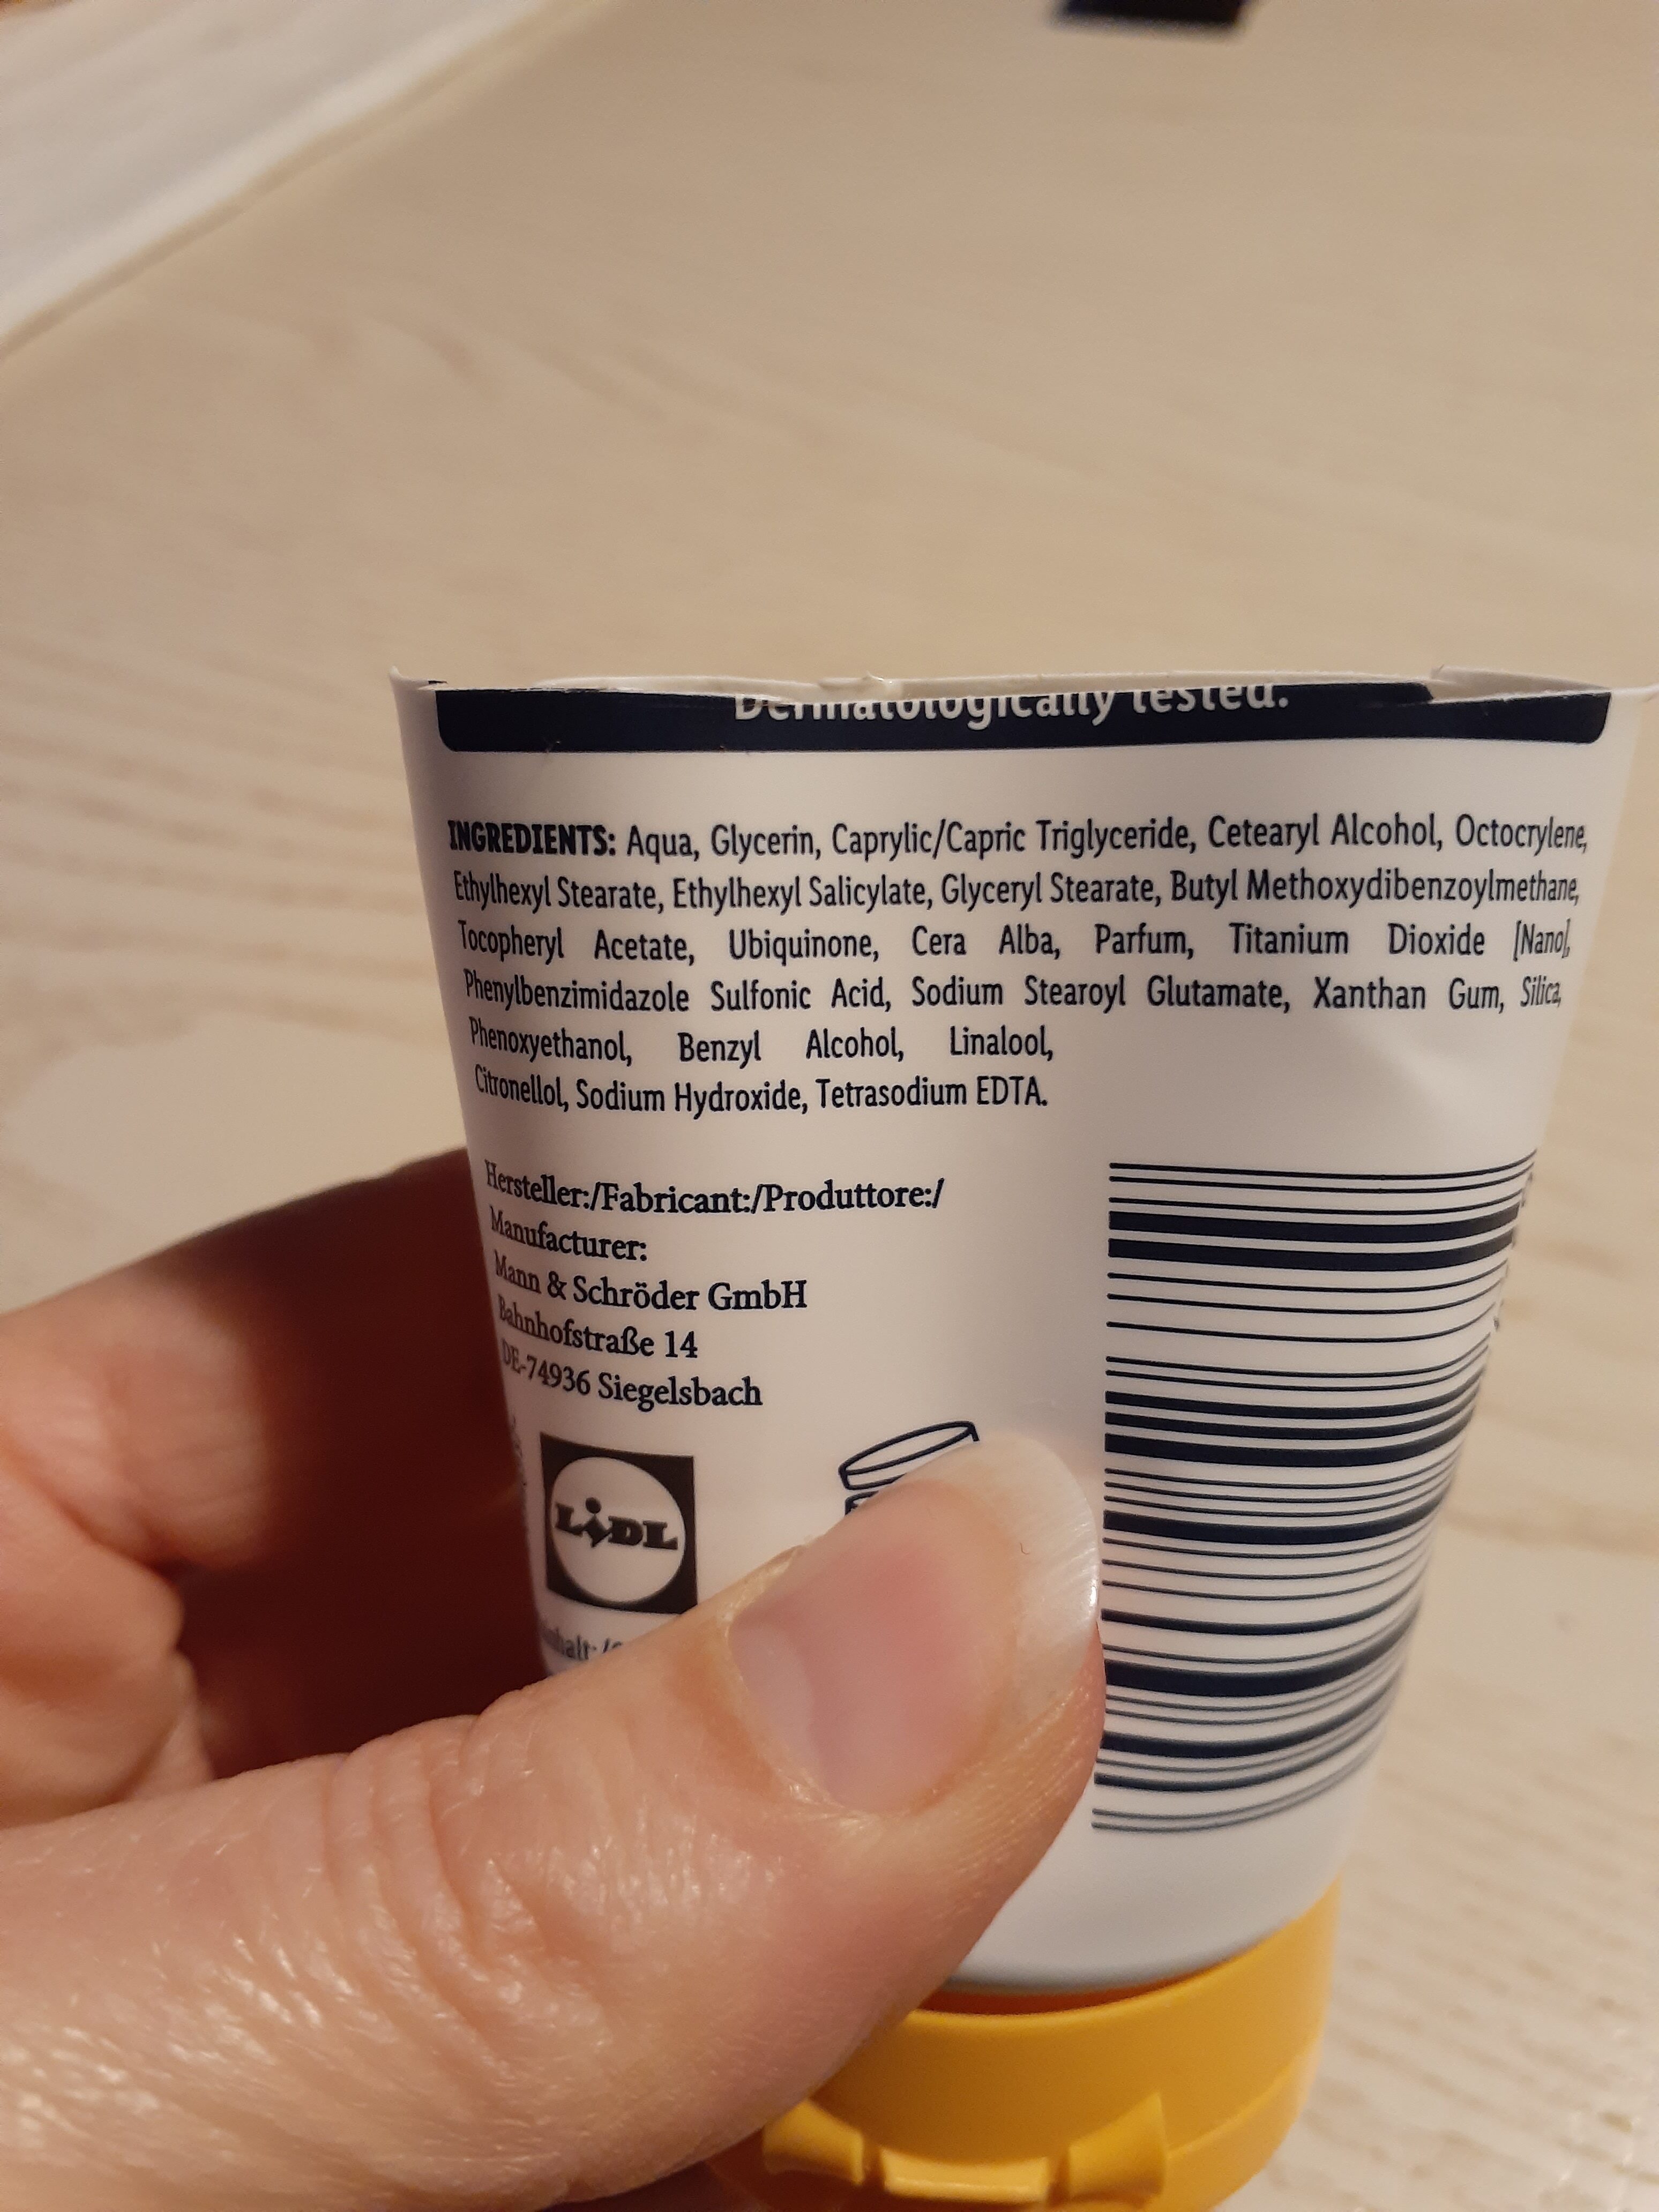 Dermatologically tested.
INGREDIENTS: Aqua, Glycerin, Caprylic/Capric Triglyceride, Cetearyl Alcohol, Octocrylene,
Ethylhexyl Stearate, Ethylhexyl Salicylate, Glyceryl Stearate, Butyl Methoxydibenzoylmethane,
Tocopheryl Acetate, Ubiquinone, Cera Alba, Parfum, Titanium Dioxide [Nano],
Phenylbenzimidazole Sulfonic Acid, Sodium Stearoyl Glutamate, Xanthan Gum, Silica,
Phenoxyethanol, Benzyl Alcohol, Linalool,
Citronellol, Sodium Hydroxide, Tetrasodium EDTA.
Hersteller:/Fabricant:/Produttore:/
Manufacturer:
Mann & Schröder GmbH
Bahnhofstraße 14
DE-74936 Siegelsbach
LIDL